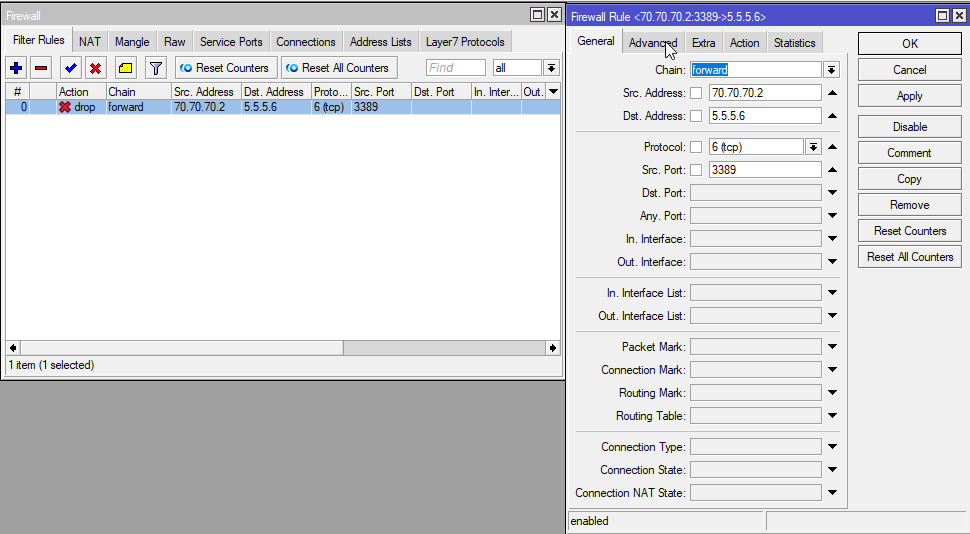 Firewall
Filter Rules NAT Mangle Raw Service Ports Connections Address Lists Layer7 Protocols
Reset Counters Reset All Counters Find all
# Action Chain Src. Address Dst. Address Proto... Src. Port Dst. Port In. Inter... Out.
0 drop forward 70.70.70.2 5.5.5.6 6 (tcp) 3389
1 item (1 selected)
Firewall Rule <70.70.70.2:3389->5.5.5.6>
General Advanced Extra Action Statistics
Chain: forward
Src. Address: 70.70.70.2
Dst. Address: 5.5.5.6
Protocol: 6 (tcp)
Src. Port: 3389
Dst. Port:
Any. Port:
In. Interface:
Out. Interface:
In. Interface List:
Out. Interface List:
Packet Mark:
Connection Mark:
Routing Mark:
Routing Table:
Connection Type:
Connection State:
Connection NAT State:
OK
Cancel
Apply
Disable
Comment
Copy
Remove
Reset Counters
Reset All Counters
enabled